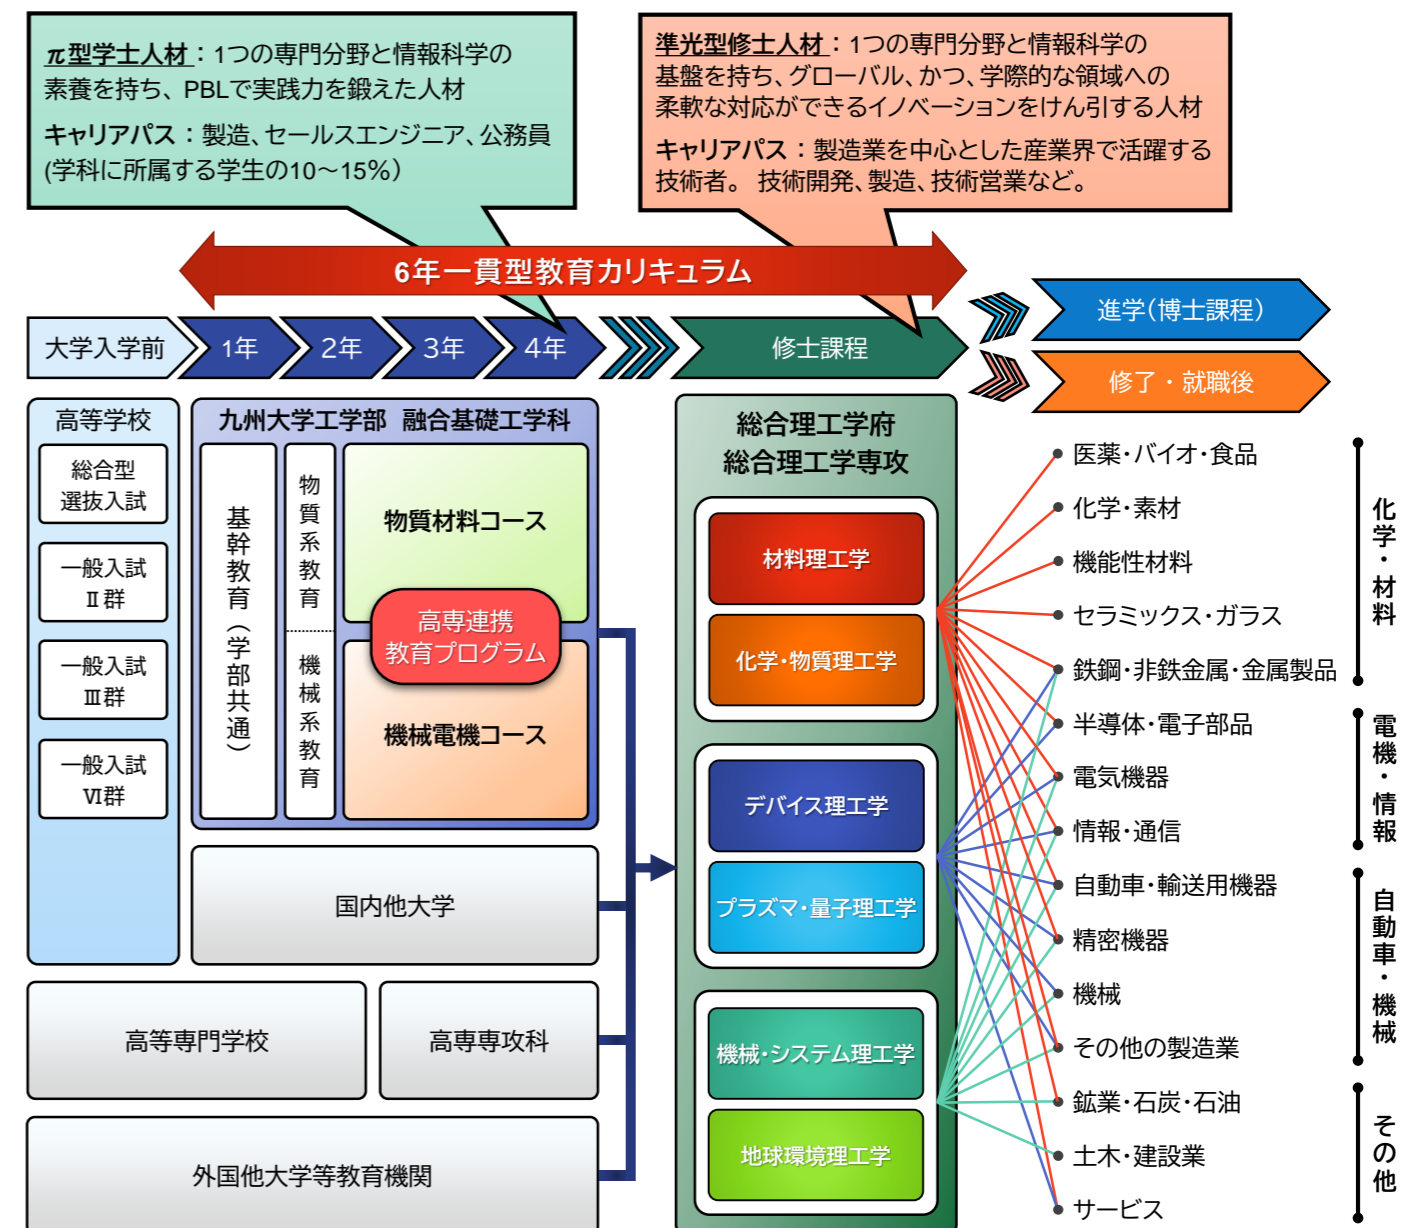 π型学士人材：1つの専門分野と情報科学の
素養を持ち、PBLで実践力を鍛えた人材
キャリアパス：製造、セールスエンジニア、公務員
(学科に所属する学生の10～15％）
準光型修士人材：1つの専門分野と情報科学の
基盤を持ち、グローバル、かつ、学際的な領域への
柔軟な対応ができるイノベーションをけん引する人材
キャリアパス：製造業を中心とした産業界で活躍する
技術者。 技術開発、製造、技術営業など。
6年一貫型教育カリキュラム
大学入学前
1年
2年
3年
4年
修士課程
進学（博士課程）
修了・就職後
高等学校
総合型
選抜入試
一般入試
Ⅱ群
一般入試
Ⅲ群
一般入試
Ⅵ群
九州大学工学部 融合基礎工学科
基幹教育（学部共通）
物質系教育
機械系教育
物質材料コース
高専連携
教育プログラム
機械電機コース
国内他大学
高等専門学校
高専専攻科
外国他大学等教育機関
総合理工学府
総合理工学専攻
材料理工学
化学・物質理工学
デバイス理工学
プラズマ・量子理工学
機械・システム理工学
地球環境理工学
医薬・バイオ・食品
化学・素材
機能性材料
セラミックス・ガラス
鉄鋼・非鉄金属・金属製品
半導体・電子部品
電気機器
情報・通信
自動車・輸送用機器
精密機器
機械
その他の製造業
鉱業・石炭・石油
土木・建設業
サービス
化学・材料
電機・情報
自動車・機械
その他